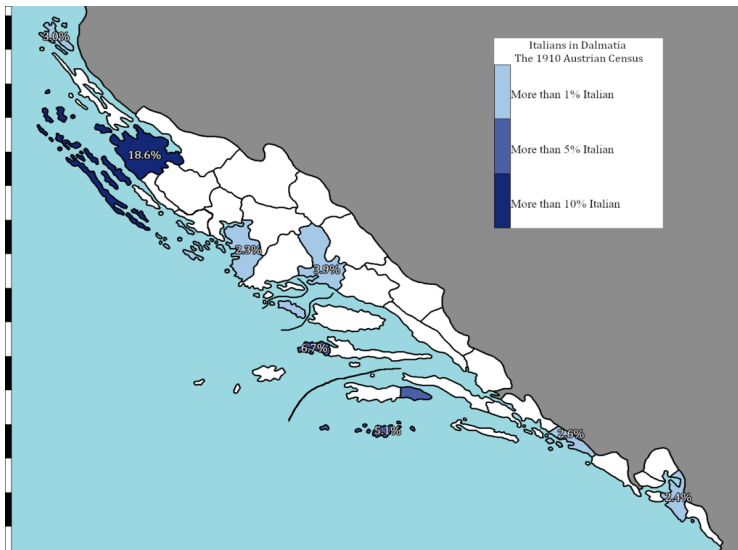 Italians in Dalmatia
The 1910 Austrian Census
More than 1% Italian
More than 5% Italian
More than 10% Italian
3.0%
18.6%
2.3%
3.9%
6.7%
5.1%
2.6%
2.4%